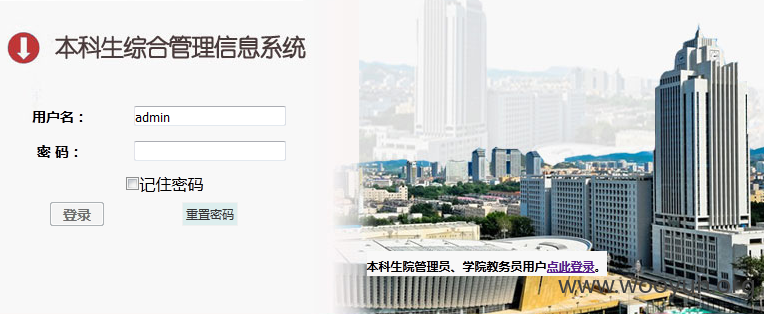 本科生综合管理信息系统
用户名：
admin
密 码：
记住密码
登录
重置密码
本科生院管理员、学院教务员用户点此登录。
www.wooyun.org